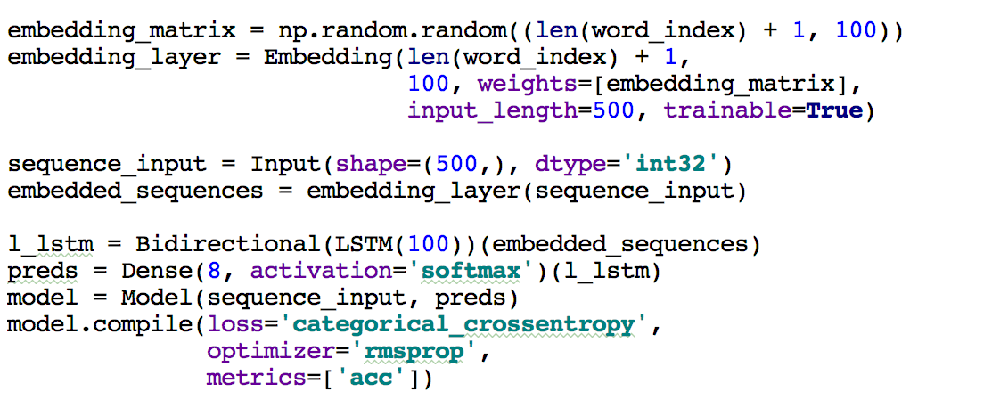 embedding_matrix = np.random.random((len(word_index) + 1, 100))
embedding_layer = Embedding(len(word_index) + 1,
                            100, weights=[embedding_matrix],
                            input_length=500, trainable=True)

sequence_input = Input(shape=(500,), dtype='int32')
embedded_sequences = embedding_layer(sequence_input)

l_lstm = Bidirectional(LSTM(100))(embedded_sequences)
preds = Dense(8, activation='softmax')(l_lstm)
model = Model(sequence_input, preds)
model.compile(loss='categorical_crossentropy',
              optimizer='rmsprop',
              metrics=['acc'])